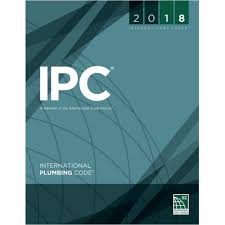 2018
INTERNATIONAL CODES
IPC®
A Member of the International Code Family
INTERNATIONAL
PLUMBING CODE®